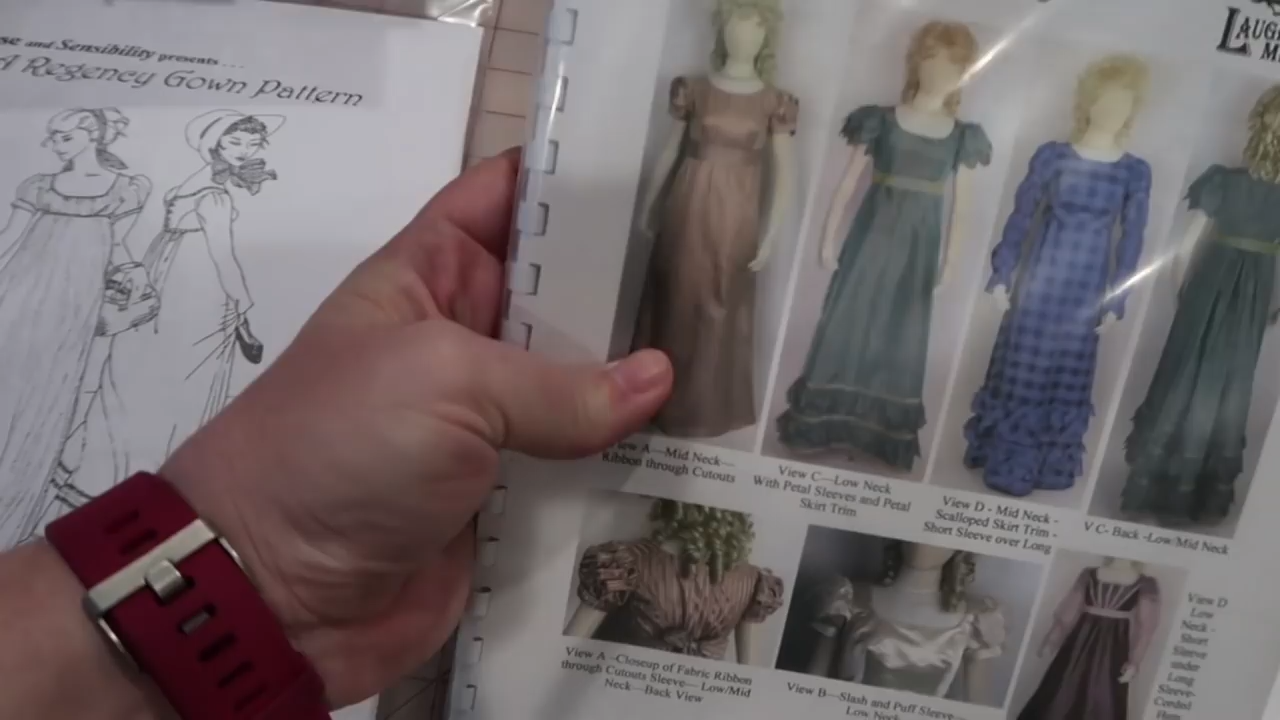 and Sensibility presents....
A Regency Gown Pattern
View A—Mid Neck—
Ribbon through Cutouts
View C—Low Neck
With Petal Sleeves and Petal
Skirt Trim
View D - Mid Neck -
Scalloped Skirt Trim -
Short Sleeve over Long
V C- Back -Low/Mid Neck
View A -Closeup of Fabric Ribbon
through Cutouts Sleeve— Low/Mid
Neck—Back View
View B—Slash and Puff Sleeve—
Low Neck
View D
Low
Neck -
Short
Sleeve
under
Long
Sleeve-
Corded